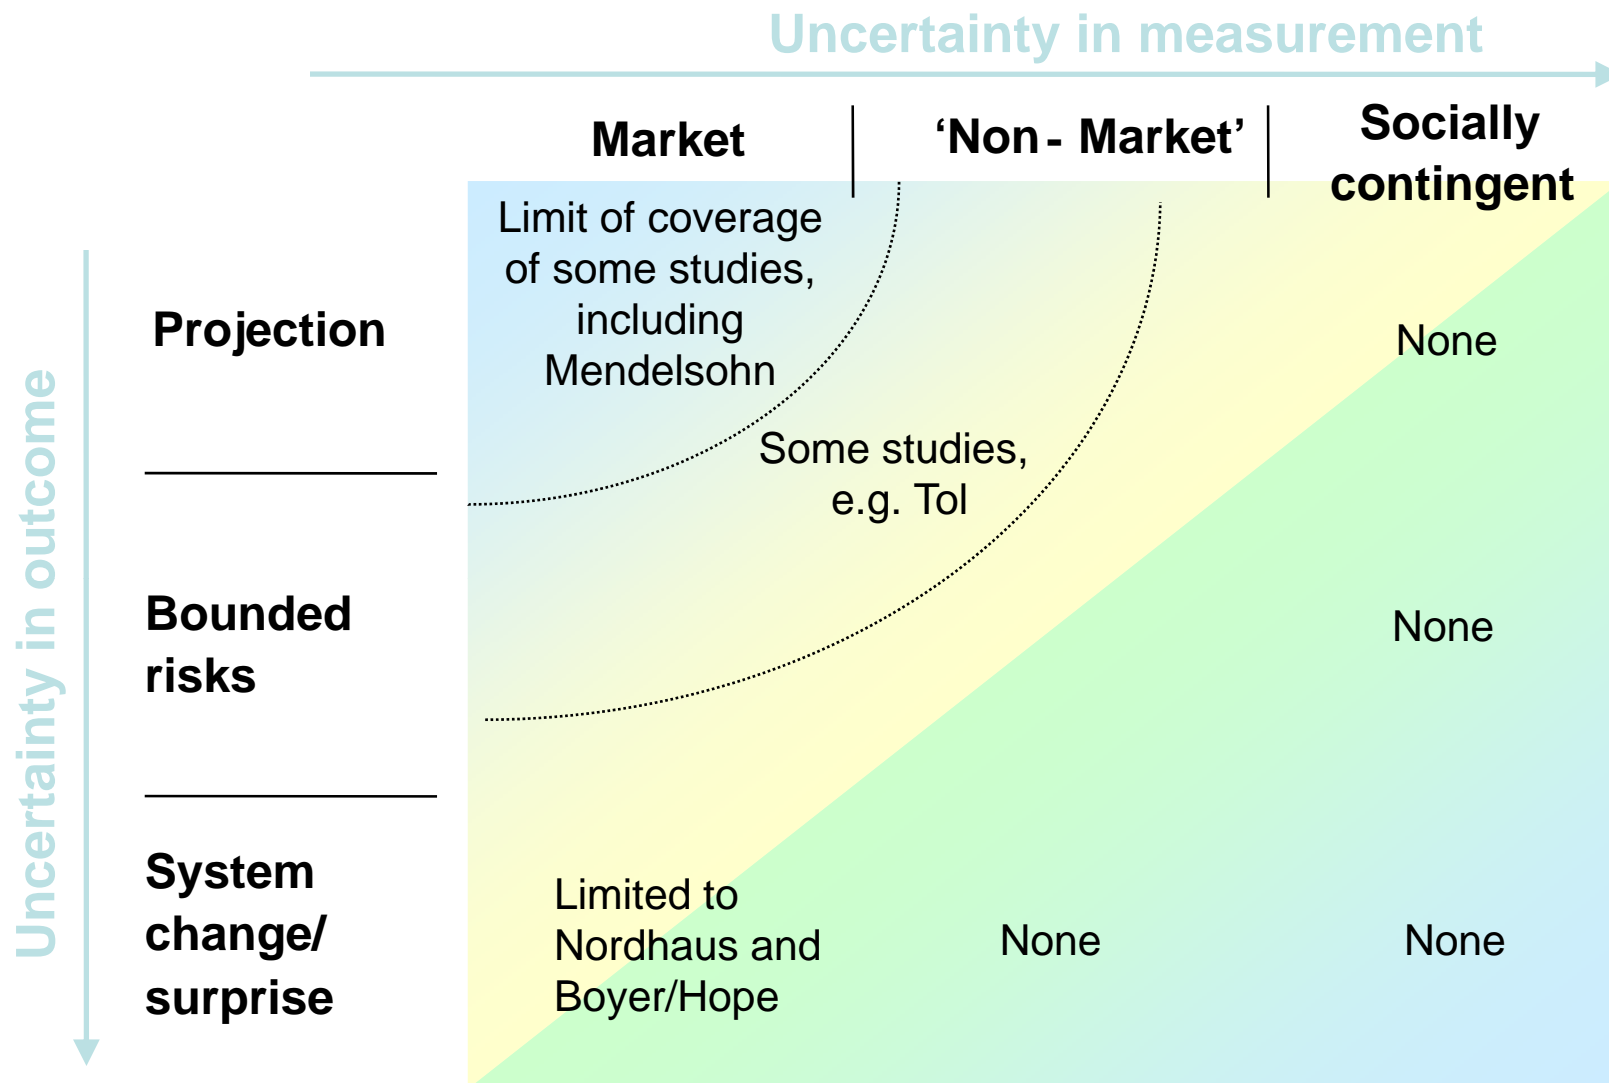 Uncertainty in measurement
Market
‘Non - Market’
Socially
contingent
Uncertainty in outcome
Projection
Limit of coverage
of some studies,
including
Mendelsohn
None
Some studies,
e.g. Tol
Bounded
risks
None
System
change/
surprise
Limited to
Nordhaus and
Boyer/Hope
None
None